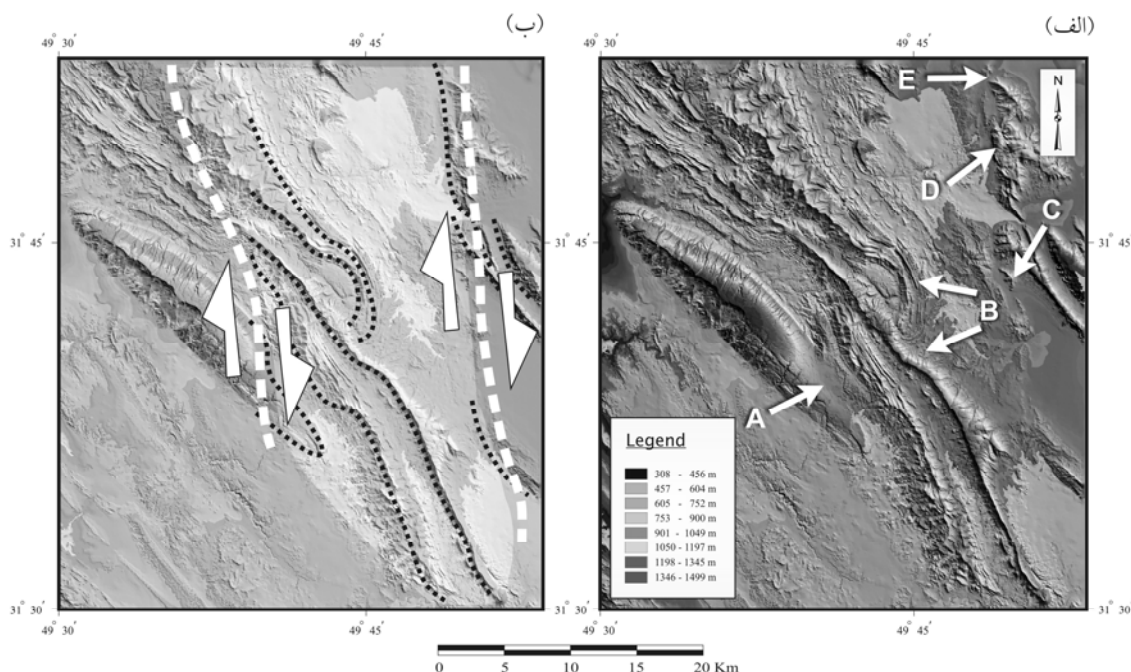 (ب)
(الف)
49° 30'
49° 45'
49° 30'
49° 45'
E
N
D
C
31° 45'
31° 45'
B
A
Legend
308 - 456 m
457 - 604 m
605 - 752 m
753 - 900 m
901 - 1049 m
1050 - 1197 m
1198 - 1345 m
1346 - 1499 m
31° 30'
31° 30'
49° 30'
49° 45'
49° 30'
49° 45'
0 5 10 15 20 Km